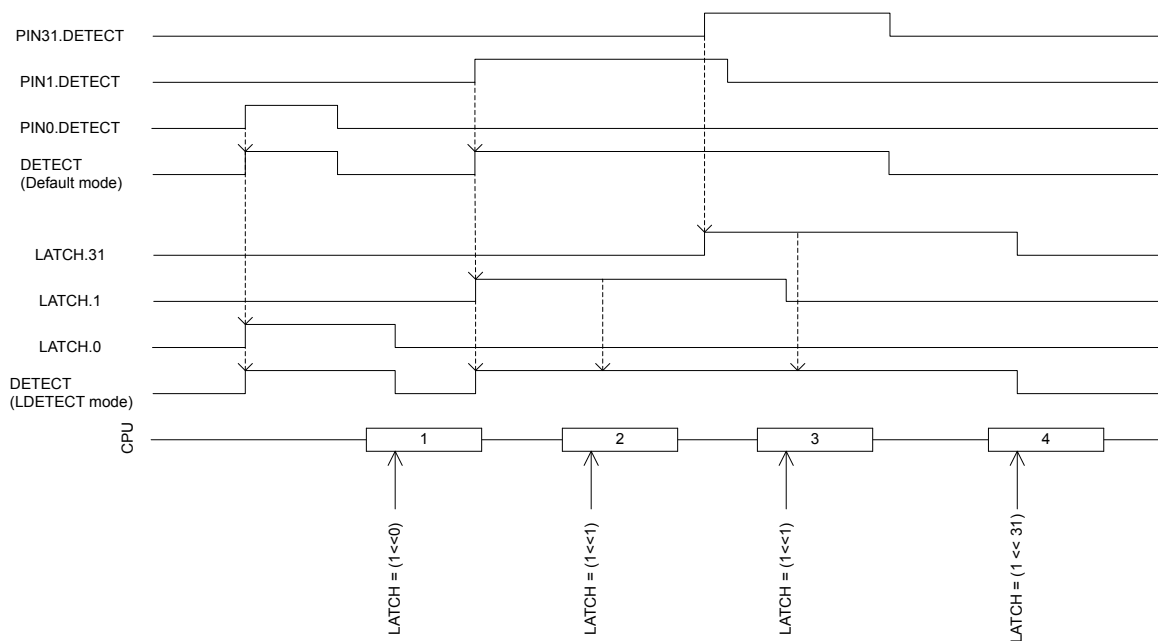 PIN31.DETECT
PIN1.DETECT
PIN0.DETECT
DETECT
(Default mode)
LATCH.31
LATCH.1
LATCH.0
DETECT
(LDETECT mode)
CPU
1
2
3
4
LATCH = (1<<0)
LATCH = (1<<1)
LATCH = (1<<1)
LATCH = (1 << 31)